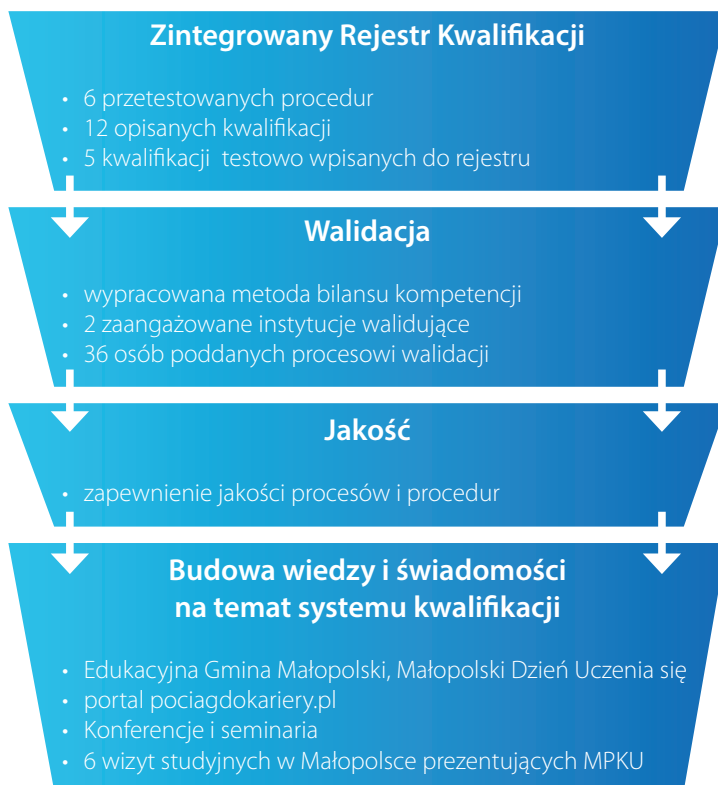 Zintegrowany Rejestr Kwalifikacji
• 6 przetestowanych procedur
• 12 opisanych kwalifikacji
• 5 kwalifikacji testowo wpisanych do rejestru
Walidacja
• wypracowana metoda bilansu kompetencji
• 2 zaangażowane instytucje walidujące
• 36 osób poddanych procesowi walidacji
Jakość
• zapewnienie jakości procesów i procedur
Budowa wiedzy i świadomości
na temat systemu kwalifikacji
• Edukacyjna Gmina Małopolski, Małopolski Dzień Uczenia się
• portal pociagdokariery.pl
• Konferencje i seminaria
• 6 wizyt studyjnych w Małopolsce prezentujących MPKU